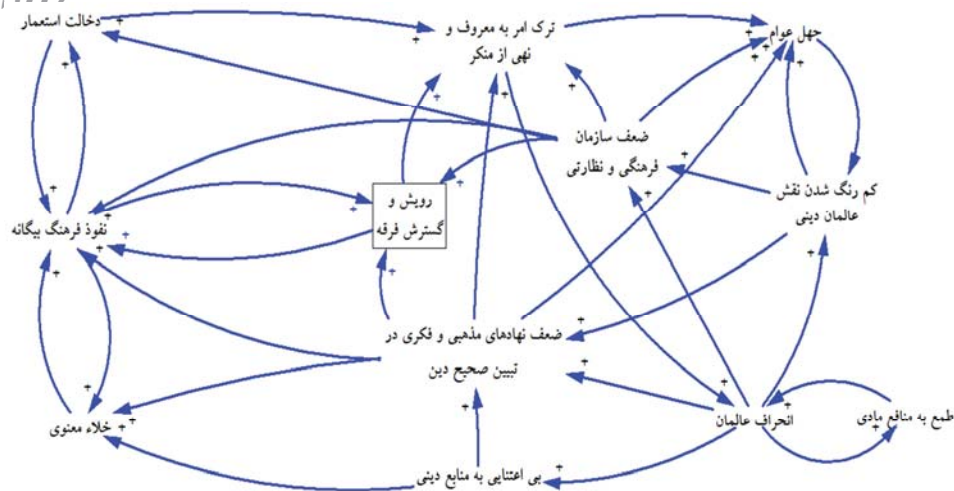 دخالت استعمار
ترک امر به معروف و
نهی از منکر
جهل عوام
ضعف سازمان
فرهنگی و نظارتی
کم رنگ شدن نقش
عالمان دینی
رویش و
گسترش فرقه
نفوذ فرهنگ بیگانه
ضعف نهادهای مذهبی و فکری در
تبیین صحیح دین
خلاء معنوی
بی اعتنایی به منابع دینی
انحراف عالمان
طمع به منافع مادی